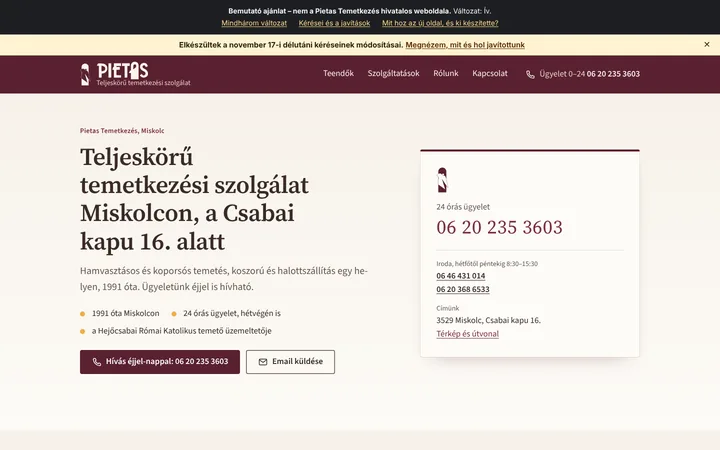 Bemutató ajánlat – nem a Pietas Temetkezés hivatalos weboldala. Változat: Ív.
Mindhárom változat Kérései és a javítások Mit hoz az új oldal, és ki készítette?
Elkészültek a november 17-i délutáni kéréseinek módosításai. Megnézem, mit és hol javítottunk ✕
PIETAS
Teljeskörű temetkezési szolgálat
Teendők Szolgáltatások Rólunk Kapcsolat Ügyelet 0–24 06 20 235 3603
Pietas Temetkezés, Miskolc
Teljeskörű
temetkezési szolgálat
Miskolcon, a Csabai
kapu 16. alatt
Hamvasztásos és koporsós temetés, koszorú és halottszállítás egy he-
lyen, 1991 óta. Ügyeletünk éjjel is hívható.
1991 óta Miskolcon 24 órás ügyelet, hétvégén is
a Hejőcsabai Római Katolikus temető üzemeltetője
Hívás éjjel-nappal: 06 20 235 3603 Email küldése
24 órás ügyelet
06 20 235 3603
Iroda, hétfőtől péntekig 8:30–15:30
06 46 431 014
06 20 368 6533
Címünk
3529 Miskolc, Csabai kapu 16.
Térkép és útvonal